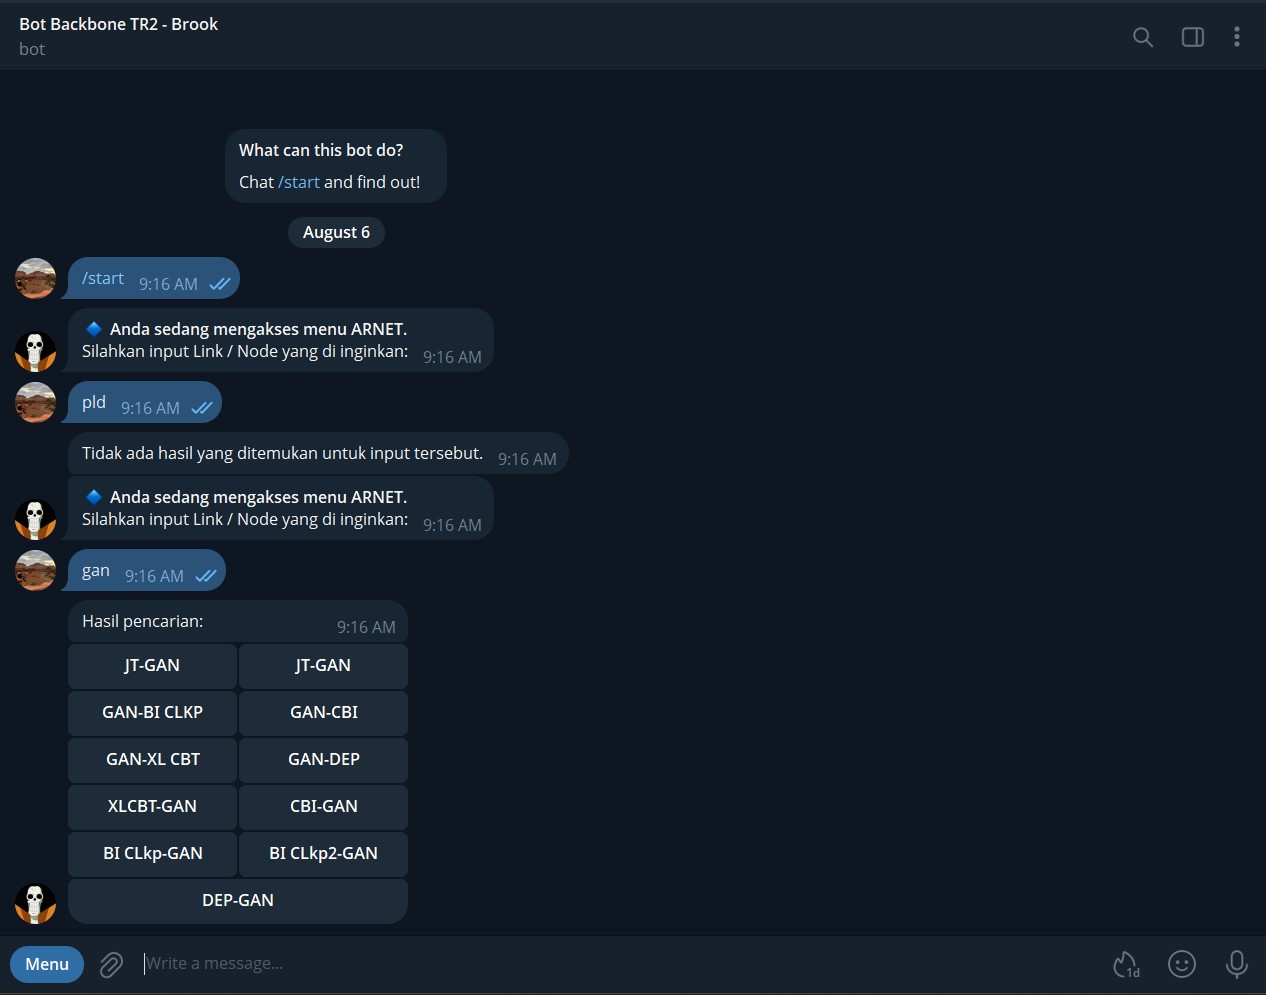 Bot Backbone TR2 - Brook
bot
What can this bot do?
Chat /start and find out!
August 6
/start 9:16 AM
Anda sedang mengakses menu ARNET.
Silahkan input Link / Node yang di inginkan: 9:16 AM
pld 9:16 AM
Tidak ada hasil yang ditemukan untuk input tersebut. 9:16 AM
Anda sedang mengakses menu ARNET.
Silahkan input Link / Node yang di inginkan: 9:16 AM
gan 9:16 AM
Hasil pencarian: 9:16 AM
JT-GAN JT-GAN
GAN-BI CLKP GAN-CBI
GAN-XL CBT GAN-DEP
XLCBT-GAN CBI-GAN
BI CLkp-GAN BI CLkp2-GAN
DEP-GAN
Menu Write a message... 1d